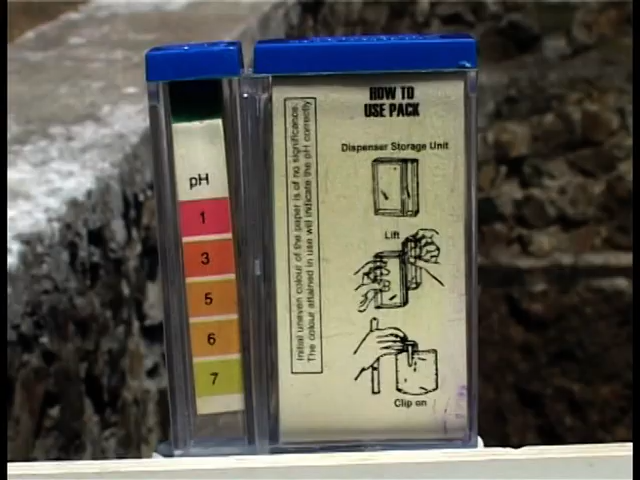 pH
1
3
5
6
7
Initial uneven colour of the paper is of no significance.
The colour attained in use will indicate the pH correctly
HOW TO
USE PACK
Dispenser Storage Unit
Lift
Clip on